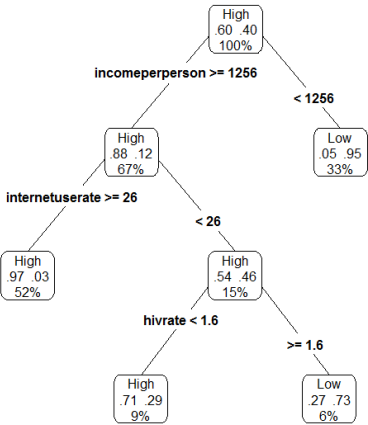 High
.60 .40
100%
incomeperperson >= 1256
< 1256
High
.88 .12
67%
Low
.05 .95
33%
internetuserate >= 26
< 26
High
.97 .03
52%
High
.54 .46
15%
hivrate < 1.6
>= 1.6
High
.71 .29
9%
Low
.27 .73
6%